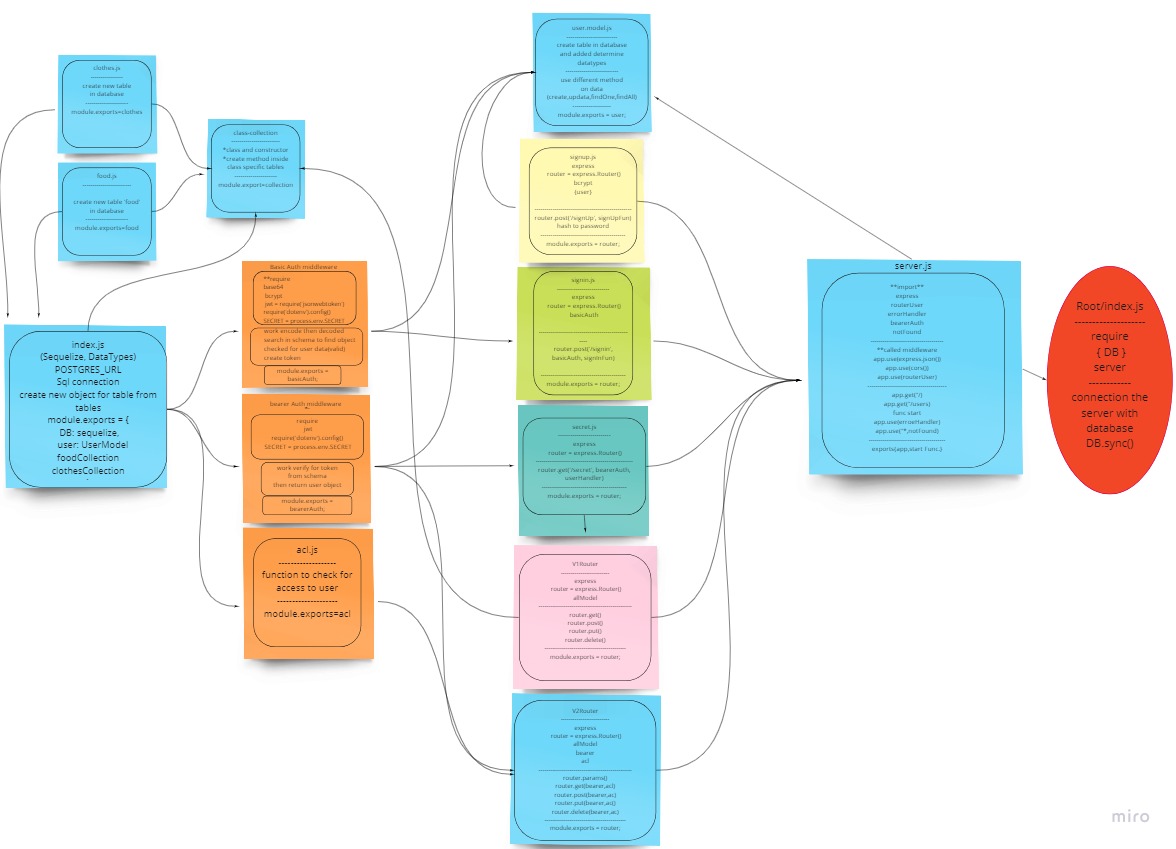 clothes.js
--------------
create new table
in database
--------------
module.exports=clothes
food.js
--------------------
create new table 'food'
in database
--------------------
module.exports=food
class-collection
-------------------
*class and constructor
*create method inside
class specific tables
-------------------
module.export=collection
index.js
(Sequelize, DataTypes)
POSTGRES_URL
Sql connection
create new object for table from
tables
module.exports = {
DB: sequelize,
user: UserModel
foodCollection
clothesCollection
Basic Auth middleware
**require
base64
bcrypt
jwt = require('jsonwebtoken')
require('dotenv').config()
SECRET = process.env.SECRET
work encode then decoded
search in schema to find object
checked for user data(valid)
create token
module.exports =
basicAuth;
bearer Auth middleware
require
jwt
require('dotenv').config()
SECRET = process.env.SECRET
work verify for token
from schema
then return user object
module.exports =
bearerAuth;
acl.js
-------------------
function to check for
access to user
--------------------
module.exports=acl
user.model.js
----------------------
create table in database
and added determine
datatypes
-----------------------
use different method
on data
(create,updata,findOne,findAll)
----------------
module.exports = user;
signup.js
express
router = express.Router()
bcrypt
{user}
------------------------------------------
router.post('/signUp', signUpFun)
hash to password
----------------------
module.exports = router;
signin.js
----------------------
express
router = express.Router()
basicAuth
--------------------------------------
----
router.post('/signin',
basicAuth, signInFun)
--------------------------------------
module.exports = router;
secret.js
----------------------
express
router = express.Router()
----------------------------------------
router.get('/secret', bearerAuth,
userHandler)
-----------------------------------
module.exports = router;
V1Router
---------------------
express
router = express.Router()
allModel
----------------------------------------
router.get()
router.post()
router.put()
router.delete()
-----------------------------------
module.exports = router;
V2Router
---------------------
express
router = express.Router()
allModel
bearer
acl
----------------------------------------
router.params()
router.get(bearer,acl)
router.post(bearer,ac)
router.put(bearer,acl)
router.delete(bearer,ac)
-----------------------------------
module.exports = router;
server.js
**import**
express
routerUser
errorHandler
bearerAuth
notFound
--------------------------------
**called middleware
app.use(express.json())
app.use(cors())
app.use(routerUser)
-----------------------------------
app.get('/)
app.get('/users)
func start
app.use(erroeHandler)
app.use('*,notFound)
---------------------------------
exports{app,start func.}
Root/index.js
--------------------
require
{ DB }
server
------------
connection the
server with
database
DB.sync()
miro